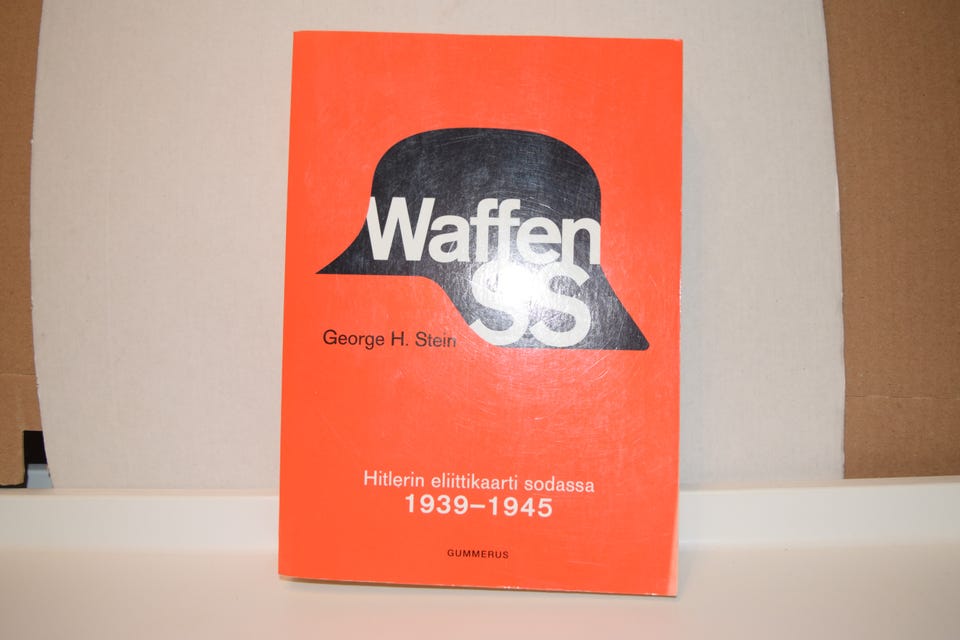 Waffen
SS
George H. Stein
Hitlerin eliittikaarti sodassa
1939–1945
GUMMERUS